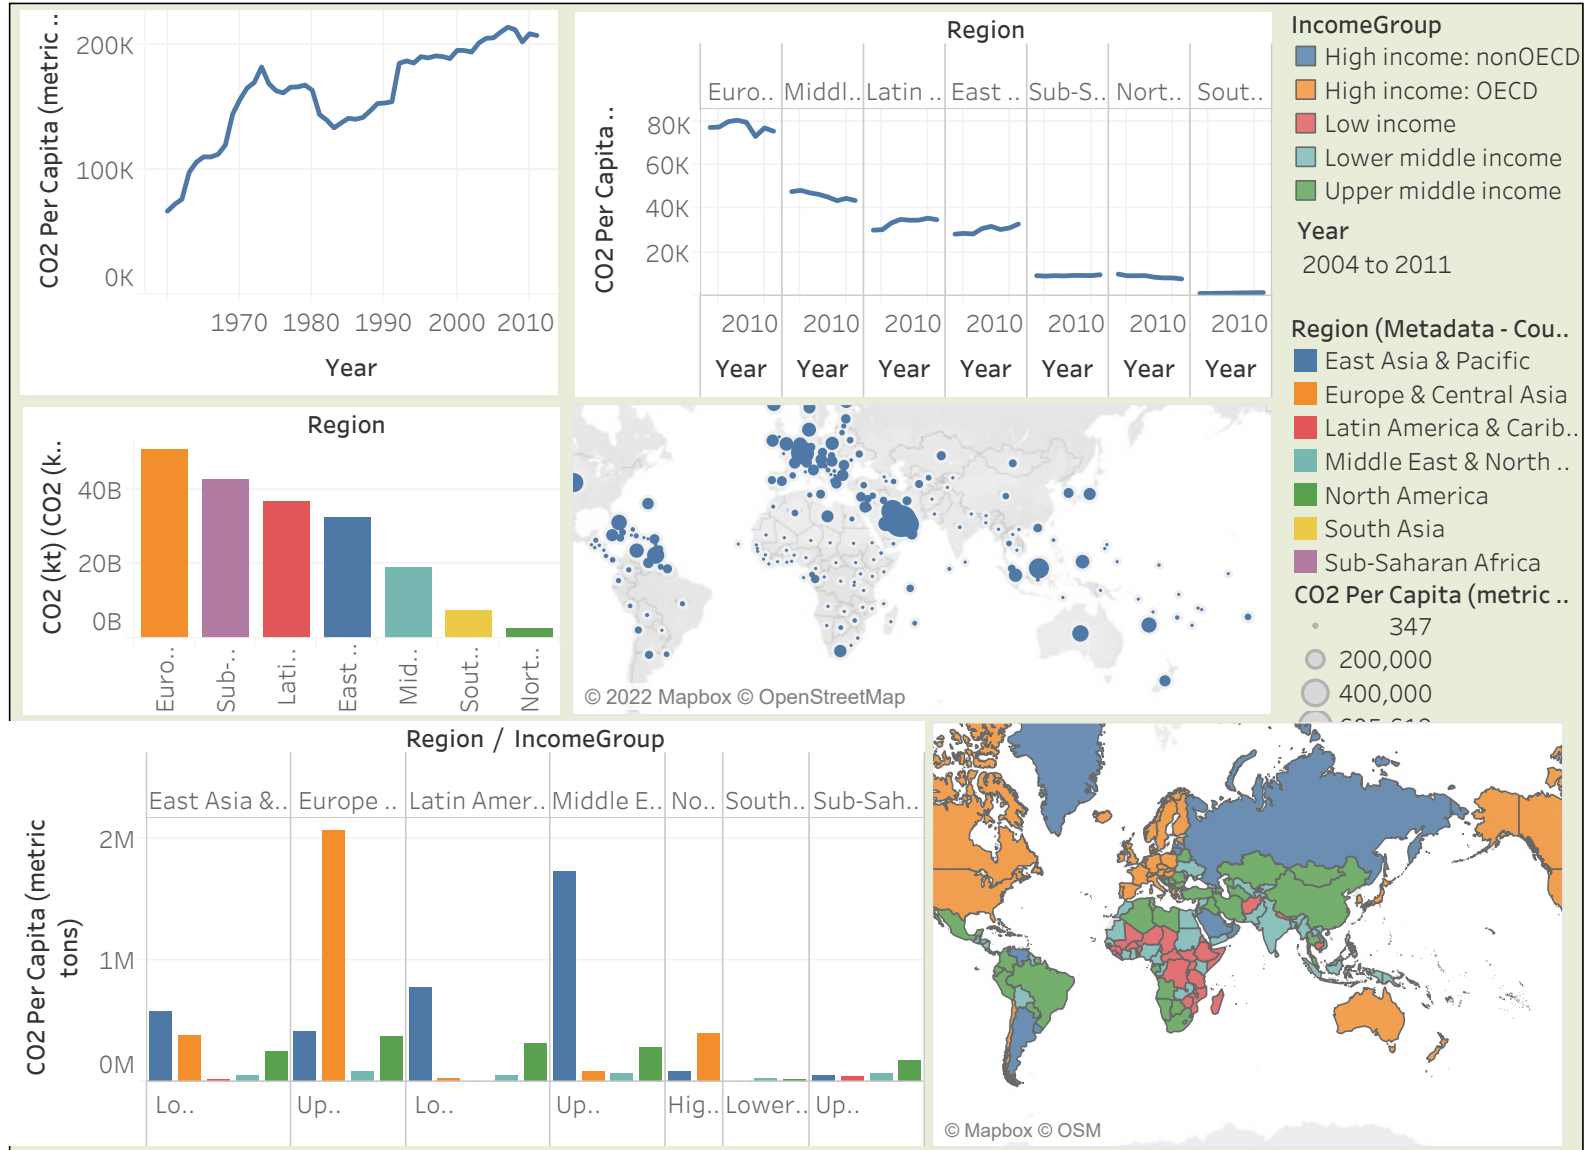 CO2 Per Capita (metric ..
200K
100K
0K
1970 1980 1990 2000 2010
Year
Region
Euro.. Middl.. Latin .. East .. Sub-S.. Nort.. Sout..
CO2 Per Capita ..
80K
60K
40K
20K
2010 2010 2010 2010 2010 2010 2010
Year Year Year Year Year Year Year
IncomeGroup
High income: nonOECD
High income: OECD
Low income
Lower middle income
Upper middle income
Year
2004 to 2011
Region (Metadata - Cou..
East Asia & Pacific
Europe & Central Asia
Latin America & Carib..
Middle East & North ..
North America
South Asia
Sub-Saharan Africa
CO2 Per Capita (metric ..
347
200,000
400,000
Region
CO2 (kt) (CO2 (k..
40B
20B
0B
Euro.. Sub-.. Lati.. East .. Mid.. Sout.. Nort..
© 2022 Mapbox © OpenStreetMap
Region / IncomeGroup
East Asia &.. Europe .. Latin Amer.. Middle E.. No.. South.. Sub-Sah..
CO2 Per Capita (metric
tons)
2M
1M
0M
Lo.. Up.. Lo.. Up.. Hig.. Lower.. Up..
© Mapbox © OSM